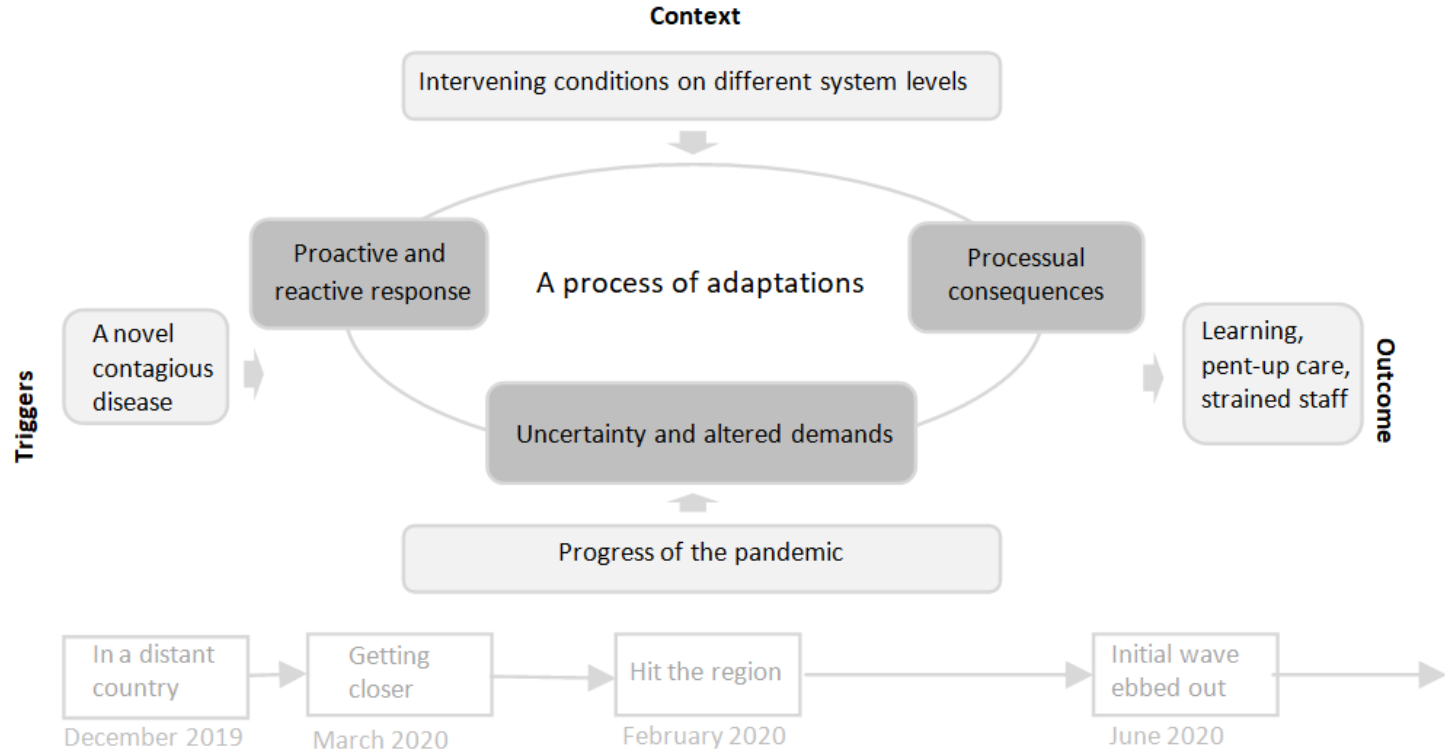 Context
Intervening conditions on different system levels
Proactive and
reactive response
A process of adaptations
Processual
consequences
Triggers
A novel
contagious
disease
Learning,
pent-up care,
strained staff
Outcome
Uncertainty and altered demands
Progress of the pandemic
In a distant
country
Getting
closer
Hit the region
Initial wave
ebbed out
December 2019
March 2020
February 2020
June 2020